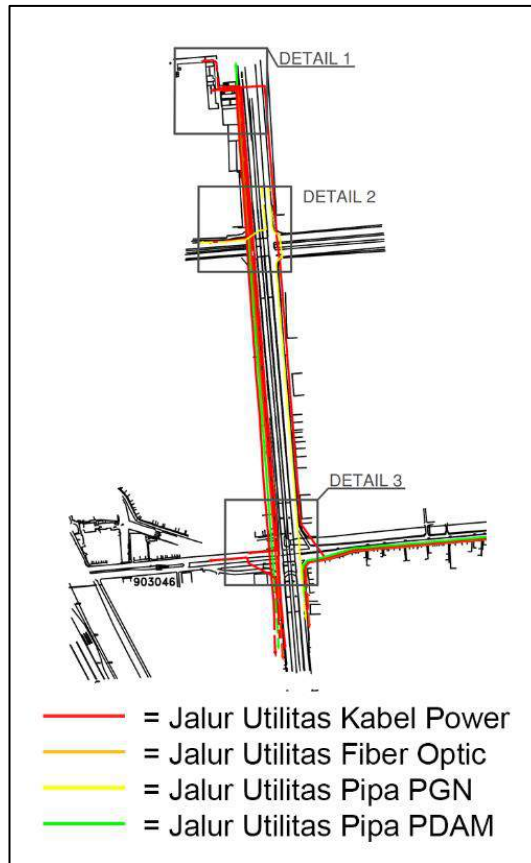 DETAIL 1
DETAIL 2
DETAIL 3
903046
= Jalur Utilitas Kabel Power
= Jalur Utilitas Fiber Optic
= Jalur Utilitas Pipa PGN
= Jalur Utilitas Pipa PDAM